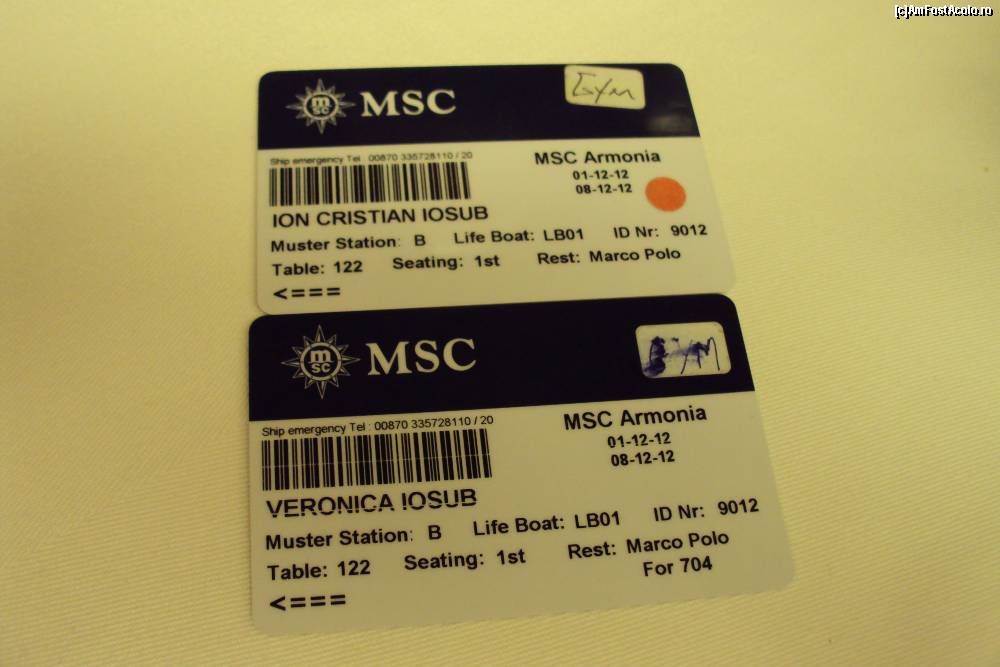 [c]AmFostAcolo.ro
MSC
Gym
m
SC
Ship emergency Tel : 00870 335728110 / 20
MSC Armonia
01-12-12
08-12-12
ION CRISTIAN IOSUB
Muster Station: B Life Boat: LB01 ID Nr: 9012
Table: 122 Seating: 1st Rest: Marco Polo
<===
MSC
m
SC
Ship emergency Tel : 00870 335728110 / 20
MSC Armonia
01-12-12
08-12-12
VERONICA IOSUB
Muster Station: B Life Boat: LB01 ID Nr: 9012
Table: 122 Seating: 1st Rest: Marco Polo
For 704
<===